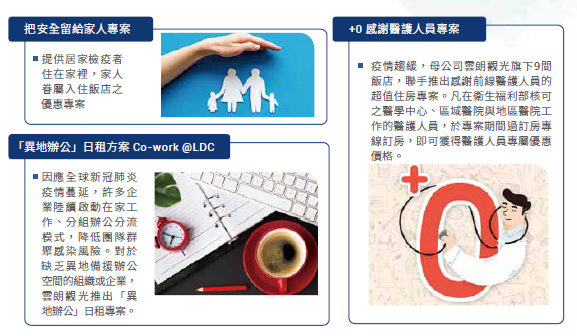 把安全留給家人專案
提供居家檢疫者
住在家裡，家人
眷屬入住飯店之
優惠專案
「異地辦公」日租方案 Co-work @LDC
因應全球新冠肺炎
疫情蔓延，許多企
業陸續啟動在家工
作、分組辦公分流
模式，降低團隊群
聚感染風險。對於
缺乏異地備援辦公
空間的組織或企業，
雲朗觀光推出「異
地辦公」日租專案。
+0 感謝醫護人員專案
疫情趨緩，母公司雲朗觀光旗下9間
飯店，聯手推出感謝前線醫護人員的
超值住房專案。凡在衛生福利部核可
之醫學中心、區域醫院與地區醫院工
作的醫護人員，於專案期間過訂房專
線訂房，即可獲得醫護人員專屬優惠
價格。
+0